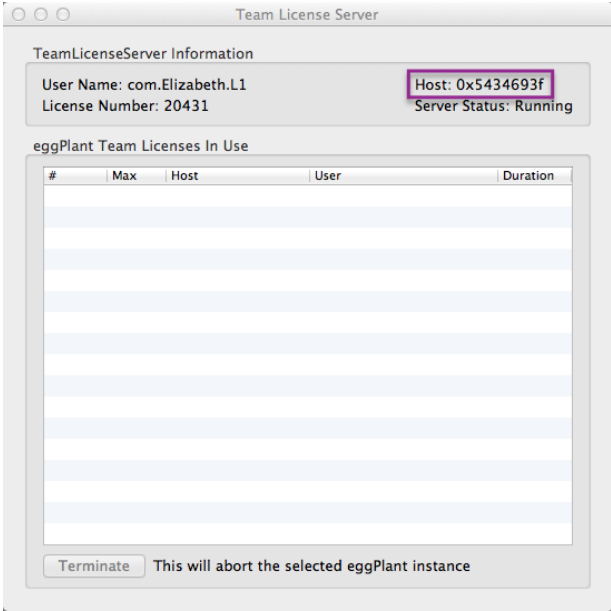 Team License Server
TeamLicenseServer Information
User Name: com.Elizabeth.L1 Host: 0x5434693f
License Number: 20431 Server Status: Running
eggPlant Team Licenses In Use
# Max Host User Duration
Terminate This will abort the selected eggPlant instance